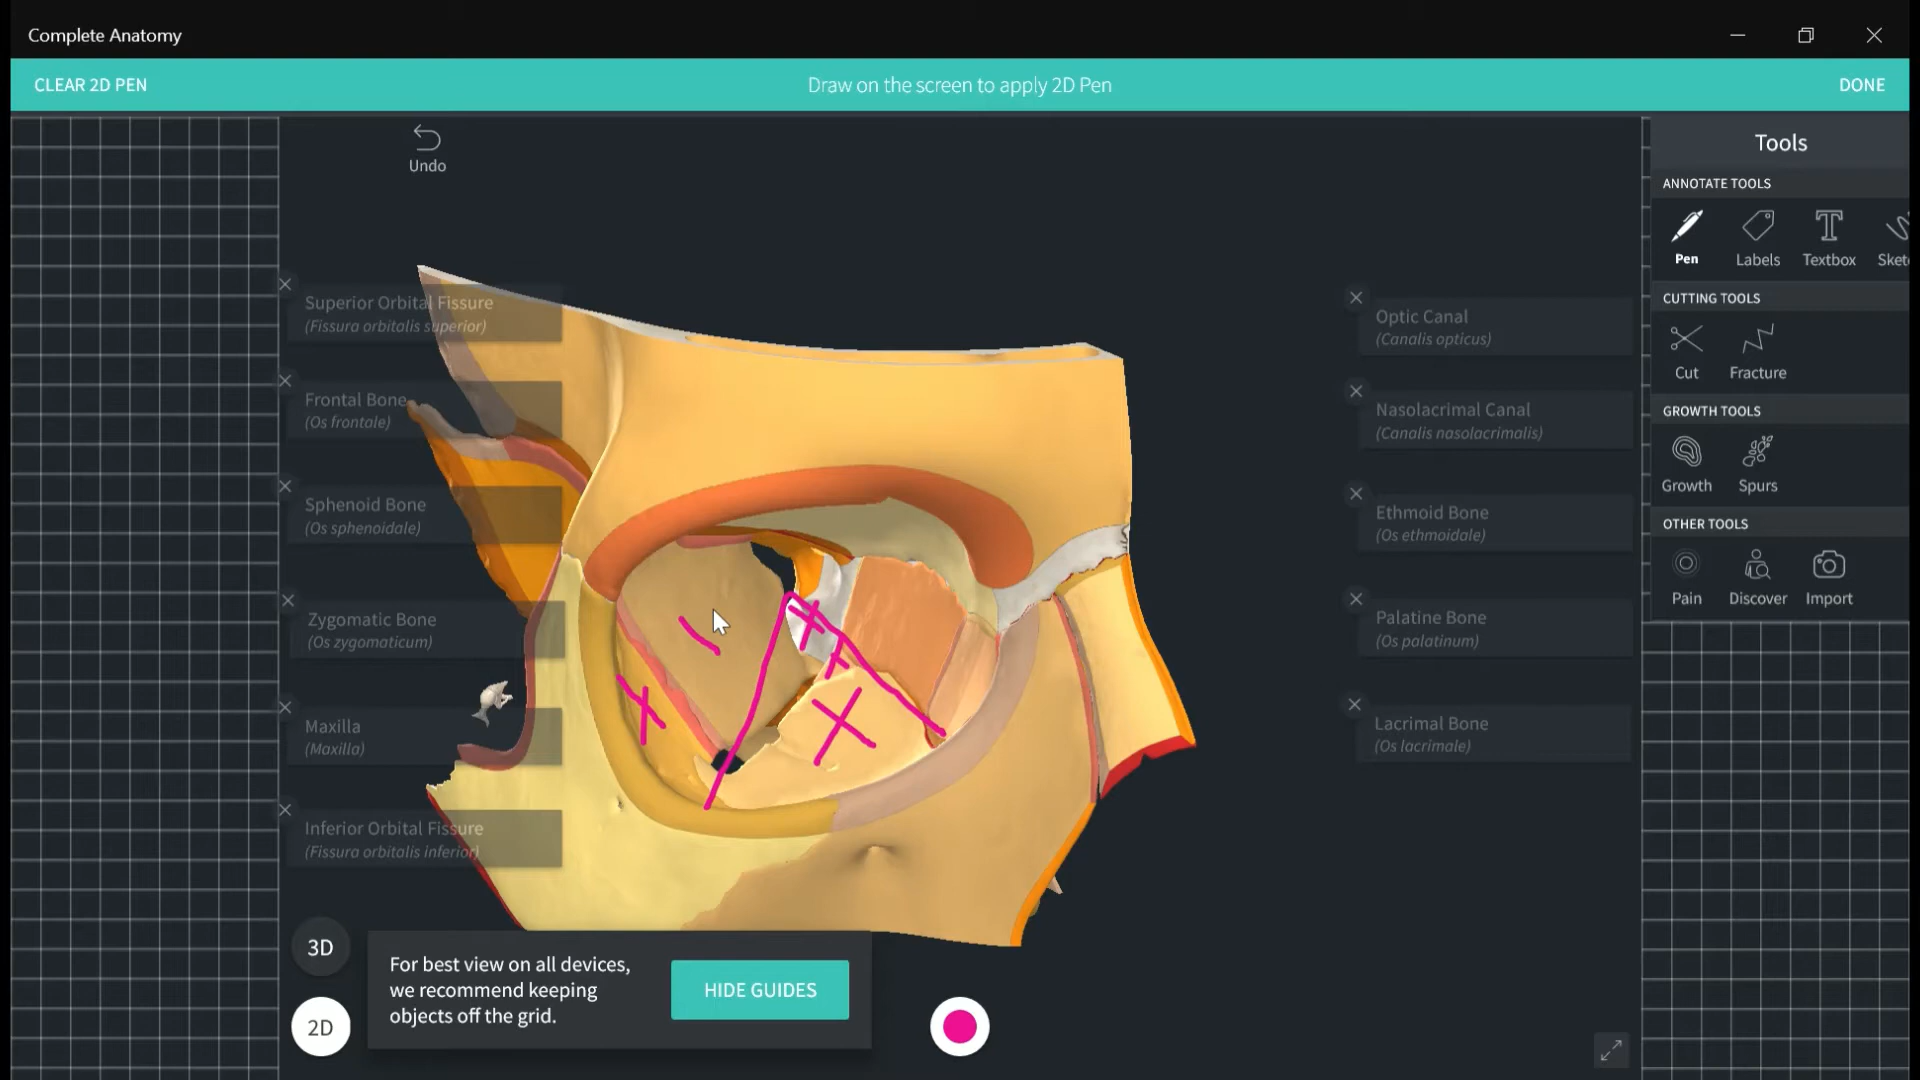 Complete Anatomy
CLEAR 2D PEN
Draw on the screen to apply 2D Pen
DONE
Undo
Superior Orbital Fissure
(Fissura orbitalis superior)
Frontal Bone
(Os frontale)
Sphenoid Bone
(Os sphenoidale)
Zygomatic Bone
(Os zygomaticum)
Maxilla
(Maxilla)
Inferior Orbital Fissure
(Fissura orbitalis inferior)
Optic Canal
(Canalis opticus)
Nasolacrimal Canal
(Canalis nasolacrimalis)
Ethmoid Bone
(Os ethmoidale)
Palatine Bone
(Os palatinum)
Lacrimal Bone
(Os lacrimale)
Tools
ANNOTATE TOOLS
Pen Labels Textbox Sket
CUTTING TOOLS
Cut Fracture
GROWTH TOOLS
Growth Spurs
OTHER TOOLS
Pain Discover Import
3D
2D
For best view on all devices,
we recommend keeping
objects off the grid.
HIDE GUIDES